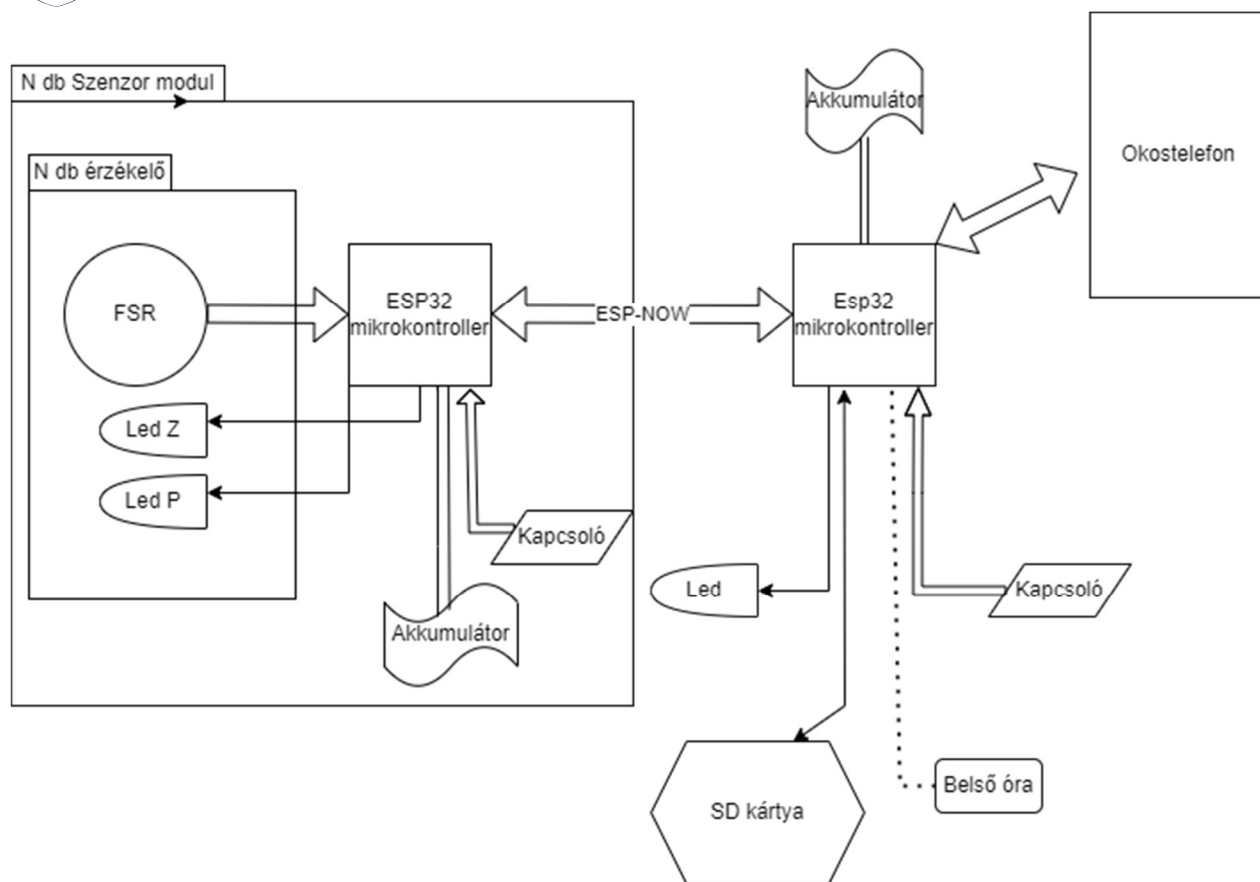 N db Szenzor modul
N db érzékelő
FSR
ESP32
mikrokontroller
Led Z
Led P
Kapcsoló
Akkumulátor
ESP-NOW
Akkumulátor
Esp32
mikrokontroller
Okostelefon
Led
Kapcsoló
Belső óra
SD kártya